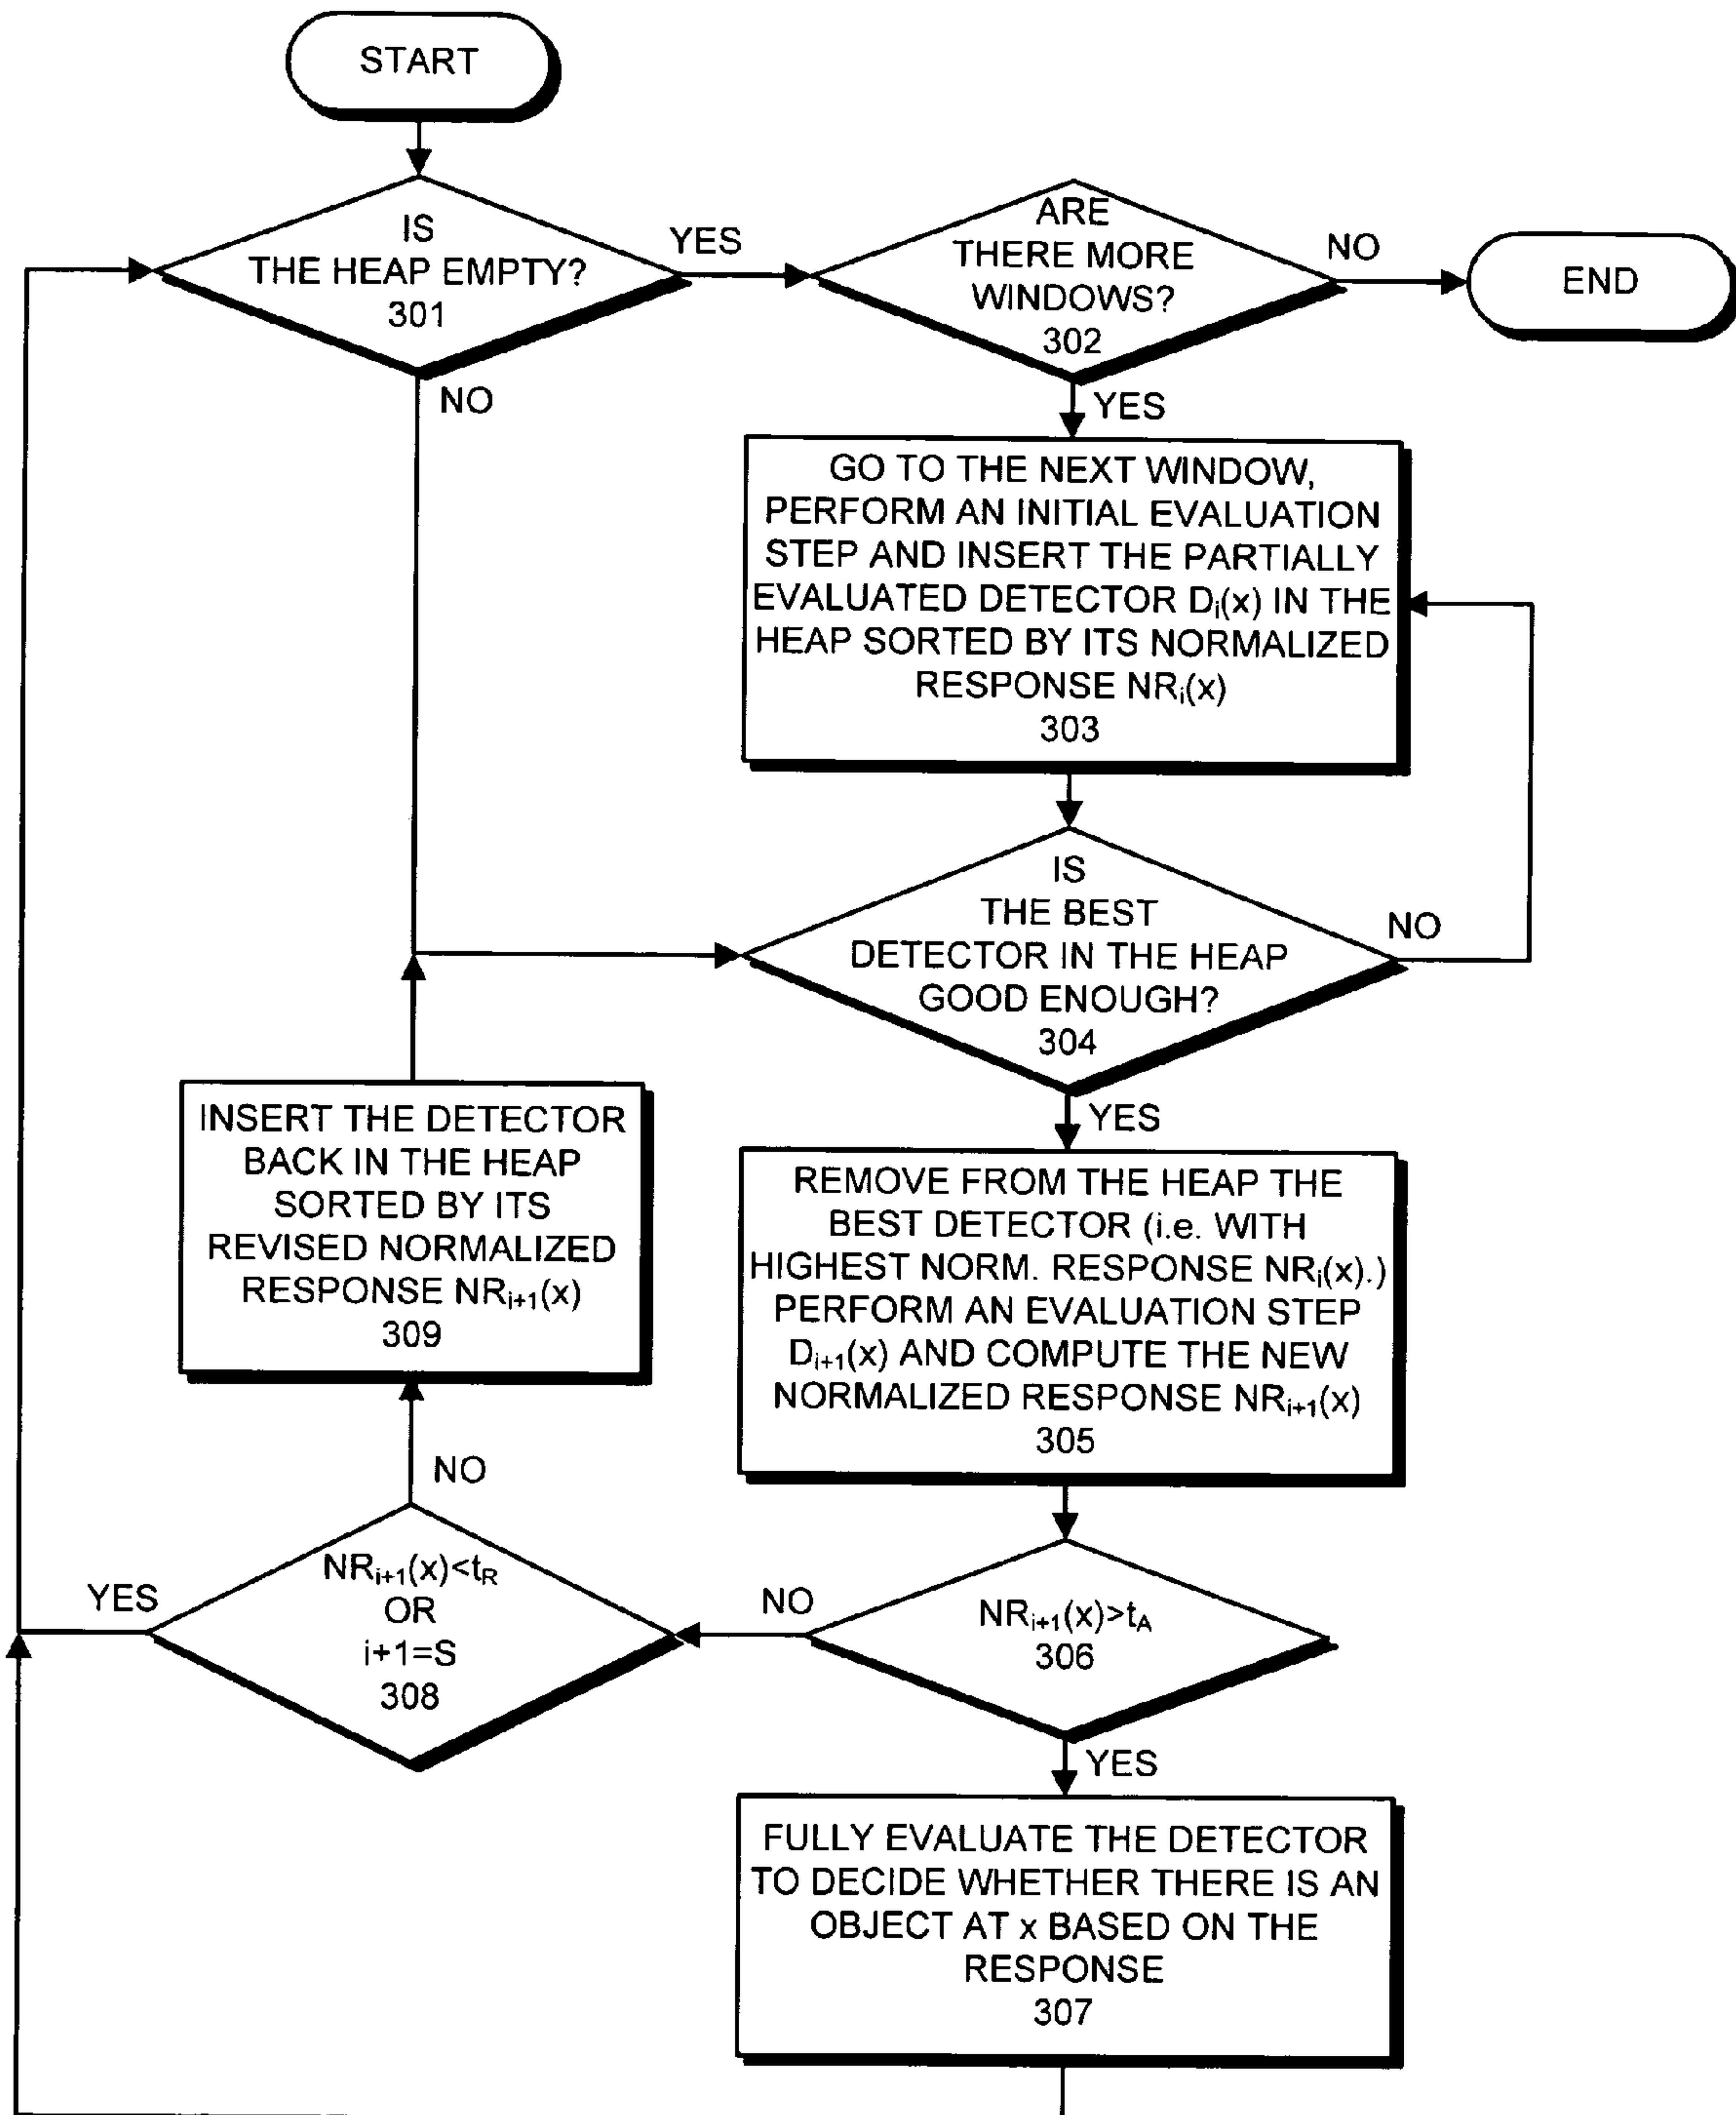 START
IS
THE HEAP EMPTY?
301
YES
NO
ARE
THERE MORE
WINDOWS?
302
NO
YES
END
GO TO THE NEXT WINDOW,
PERFORM AN INITIAL EVALUATION
STEP AND INSERT THE PARTIALLY
EVALUATED DETECTOR Dᵢ(x) IN THE
HEAP SORTED BY ITS NORMALIZED
RESPONSE NRᵢ(x)
303
IS
THE BEST
DETECTOR IN THE HEAP
GOOD ENOUGH?
304
NO
YES
REMOVE FROM THE HEAP THE
BEST DETECTOR (i.e. WITH
HIGHEST NORM. RESPONSE NRᵢ(x).)
PERFORM AN EVALUATION STEP
Dᵢ₊₁(x) AND COMPUTE THE NEW
NORMALIZED RESPONSE NRᵢ₊₁(x)
305
INSERT THE DETECTOR
BACK IN THE HEAP
SORTED BY ITS
REVISED NORMALIZED
RESPONSE NRᵢ₊₁(x)
309
NO
NRᵢ₊₁(x)<t_R
OR
i+1=S
308
YES
NO
NRᵢ₊₁(x)>t_A
306
YES
FULLY EVALUATE THE DETECTOR
TO DECIDE WHETHER THERE IS AN
OBJECT AT x BASED ON THE
RESPONSE
307